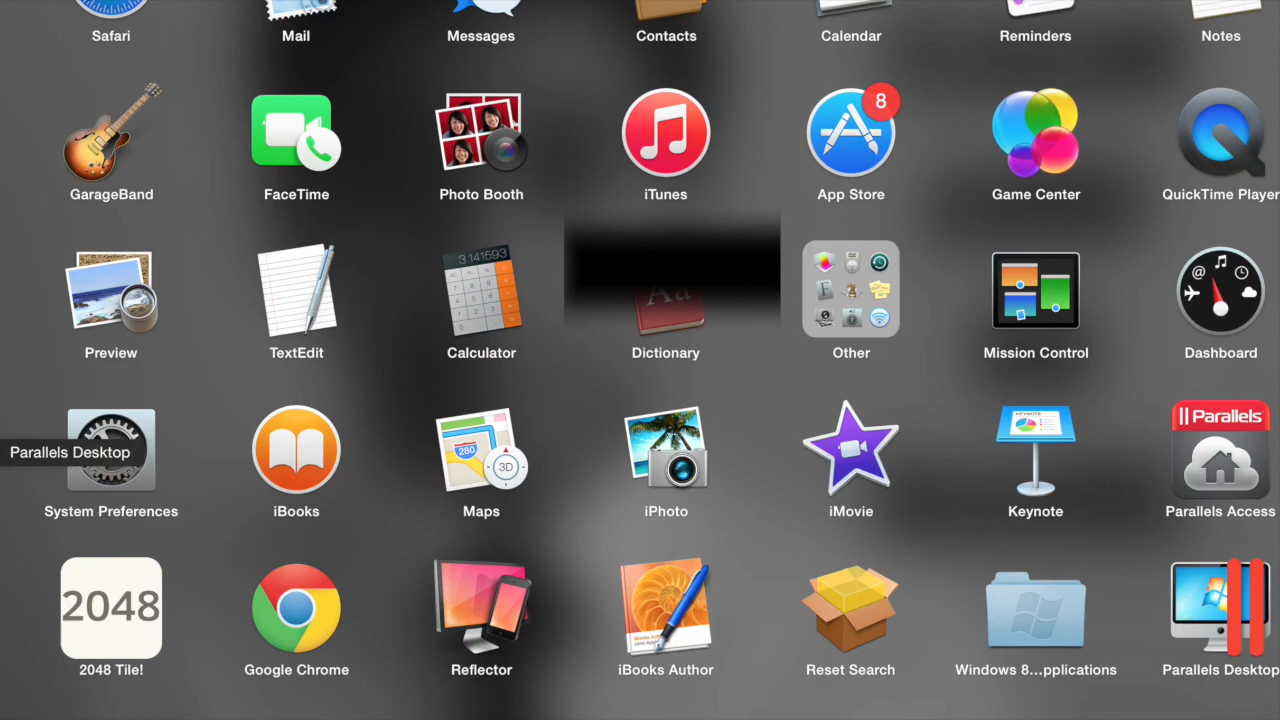 Safari
Mail
Messages
Contacts
Calendar
Reminders
Notes
8
GarageBand
FaceTime
Photo Booth
iTunes
App Store
Game Center
QuickTime Player
3.141593
Aa
Preview
TextEdit
Calculator
Dictionary
Other
Mission Control
Dashboard
KEYNOTE
Parallels
280
3D
Parallels Desktop
System Preferences
iBooks
Maps
iPhoto
iMovie
Keynote
Parallels Access
2048
2048 Tile!
Google Chrome
Reflector
iBooks Author
Reset Search
Windows 8...pplications
Parallels Desktop